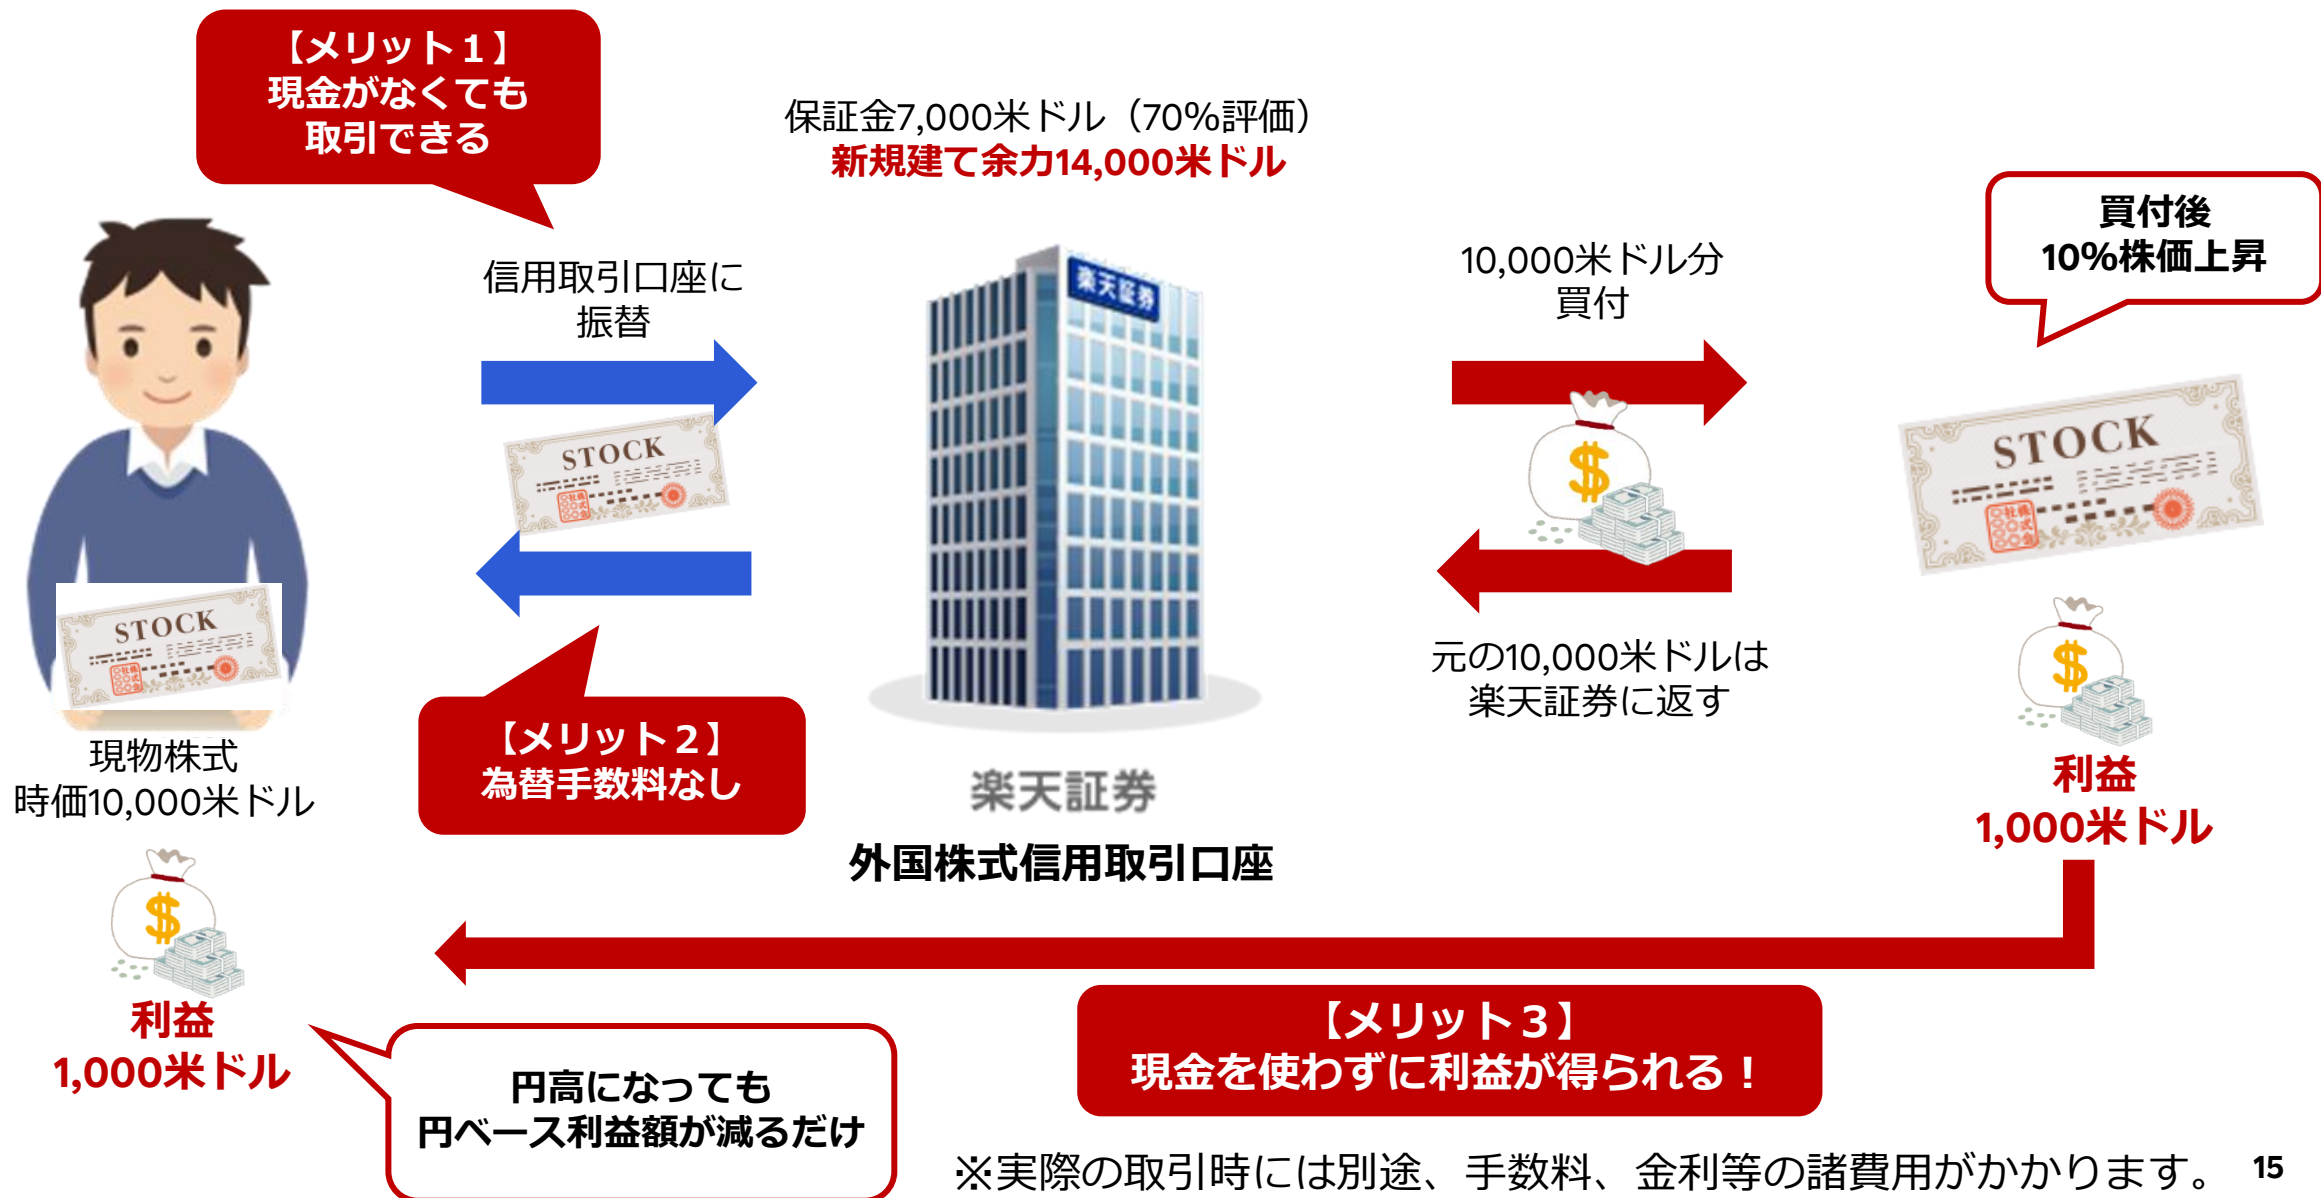 【メリット１】
現金がなくても
取引できる
保証金7,000米ドル（70％評価）
新規建て余力14,000米ドル
買付後
10％株価上昇
信用取引口座に
振替
10,000米ドル分
買付
楽天証券
STOCK
STOCK
STOCK
元の10,000米ドルは
楽天証券に返す
【メリット２】
為替手数料なし
現物株式
時価10,000米ドル
楽天証券
外国株式信用取引口座
利益
1,000米ドル
利益
1,000米ドル
【メリット３】
現金を使わずに利益が得られる！
円高になっても
円ベース利益額が減るだけ
※実際の取引時には別途、手数料、金利等の諸費用がかかります。
15